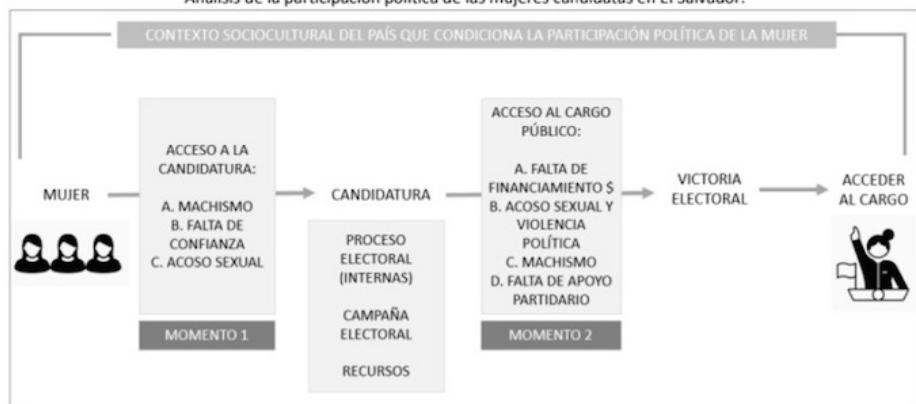 Análisis de la participación política de las mujeres candidatas en El Salvador.
CONTEXTO SOCIOCULTURAL DEL PAÍS QUE CONDICIONA LA PARTICIPACIÓN POLÍTICA DE LA MUJER
MUJER
ACCESO A LA
CANDIDATURA:
A. MACHISMO
B. FALTA DE
CONFIANZA
C. ACOSO SEXUAL
MOMENTO 1
CANDIDATURA
PROCESO
ELECTORAL
(INTERNAS)
CAMPAÑA
ELECTORAL
RECURSOS
ACCESO AL CARGO
PÚBLICO:
A. FALTA DE
FINANCIAMIENTO $
B. ACOSO SEXUAL Y
VIOLENCIA
POLÍTICA
C. MACHISMO
D. FALTA DE APOYO
PARTIDARIO
MOMENTO 2
VICTORIA
ELECTORAL
ACCEDER
AL CARGO